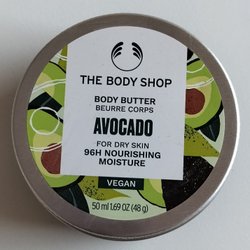 THE BODY SHOP
BODY BUTTER
BEURRE CORPS
AVOCADO
FOR DRY SKIN
96H NOURISHING
MOISTURE
VEGAN
50 ml 1.69 OZ (48 g)